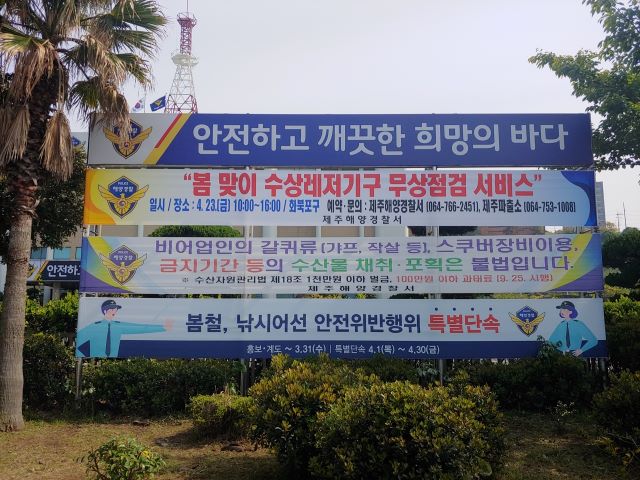 안전하고 깨끗한 희망의 바다
"봄 맞이 수상레저기구 무상점검 서비스"
일시 / 장소 : 4. 23.(금) 10:00~16:00 / 화북포구 예약·문의 : 제주해양경찰서 (064-766-2451), 제주파출소 (064-753-1008)
제주해양경찰서
비어업인의 갈퀴류(가프, 작살 등), 스쿠버장비이용,
금지기간 등의 수산물 채취·포획은 불법입니다.
※ 수산자원관리법 제18조 1천만원 이하 벌금, 100만원 이하 과태료 (9. 25. 시행)
제주해양경찰서
봄철, 낚시어선 안전위반행위 특별단속
홍보·계도 ~ 3.31(수) | 특별단속 4.1(목) ~ 4.30(금)
안전하고